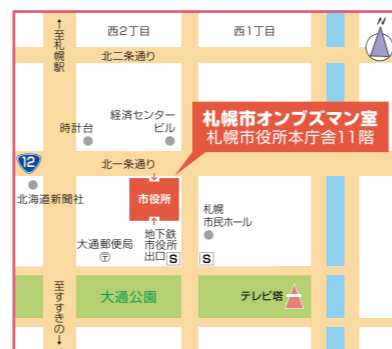 ↑至札幌駅
西2丁目
西1丁目
N
北二条通り
経済センター
ビル
時計台
札幌市オンブズマン室
札幌市役所本庁舎11階
12
北一条通り
北海道新聞社
市役所
札幌
市民ホール
大通郵便局
〒
地下鉄
市役所
出口
S
S
大通公園
テレビ塔
至すすきの↓